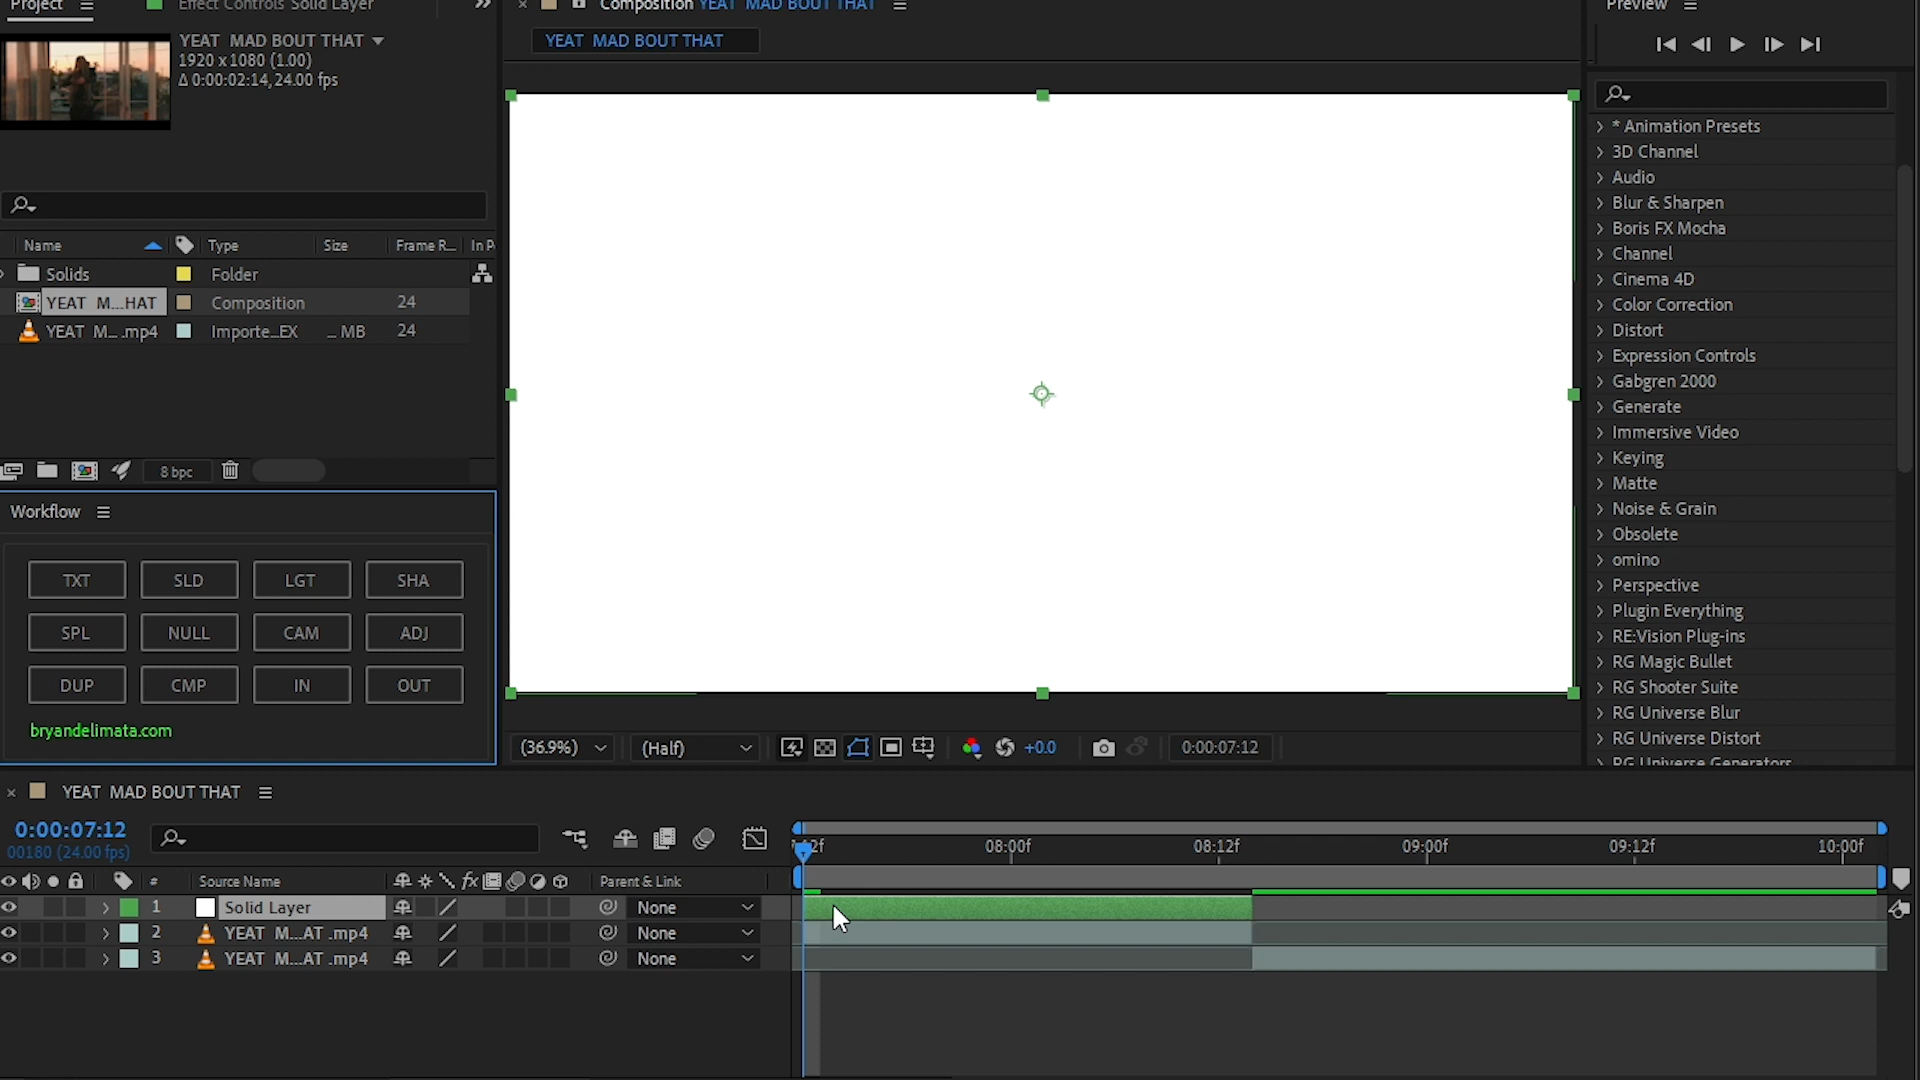 Project
Effect Controls Solid Layer
YEAT  MAD BOUT THAT
1920 x 1080 (1.00)
Δ 0:00:02:14, 24.00 fps
Name
Type
Size
Frame R...
In P
Solids
Folder
YEAT  M...HAT
Composition
24
YEAT  M... .mp4
Importe...EX
... MB
24
8 bpc
Workflow
TXT
SLD
LGT
SHA
SPL
NULL
CAM
ADJ
DUP
CMP
IN
OUT
bryandelimata.com
Composition YEAT  MAD BOUT THAT
YEAT  MAD BOUT THAT
(36.9%)
(Half)
+0.0
0:00:07:12
Preview
* Animation Presets
3D Channel
Audio
Blur & Sharpen
Boris FX Mocha
Channel
Cinema 4D
Color Correction
Distort
Expression Controls
Gabgren 2000
Generate
Immersive Video
Keying
Matte
Noise & Grain
Obsolete
omino
Perspective
Plugin Everything
RE:Vision Plug-ins
RG Magic Bullet
RG Shooter Suite
RG Universe Blur
RG Universe Distort
RG Universe Generators
YEAT  MAD BOUT THAT
0:00:07:12
00180 (24.00 fps)
08:00f
08:12f
09:00f
09:12f
10:00f
#
Source Name
fx
Parent & Link
1
Solid Layer
None
2
YEAT  M...AT .mp4
None
3
YEAT  M...AT .mp4
None